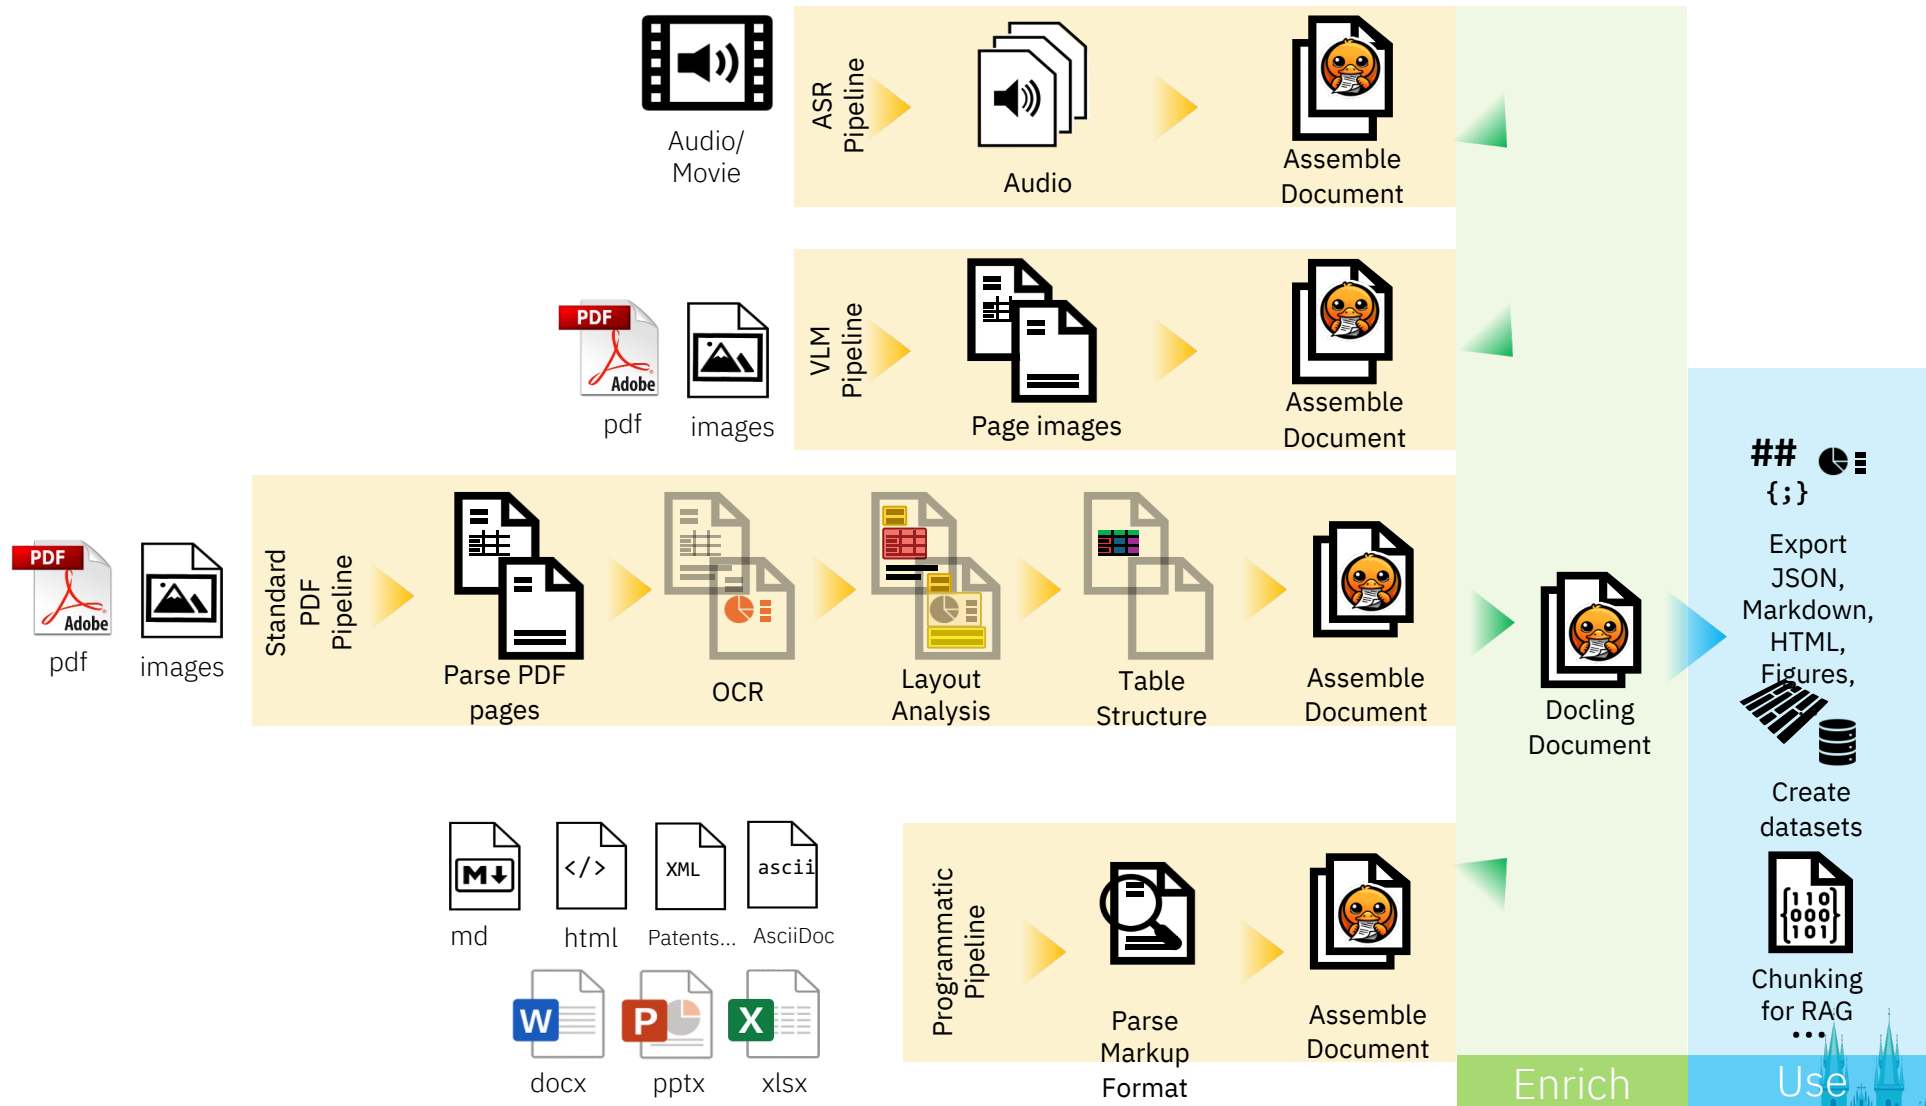 Audio/
Movie
ASR
Pipeline
Audio
Assemble
Document
PDF
Adobe
pdf
images
VLM
Pipeline
Page images
Assemble
Document
PDF
Adobe
pdf
images
Standard
PDF
Pipeline
Parse PDF
pages
OCR
Layout
Analysis
Table
Structure
Assemble
Document
Docling
Document
##
{;}
Export
JSON,
Markdown,
HTML,
Figures,
Create
datasets
110
{000}
101
Chunking
for RAG
...
M
md
</>
html
XML
Patents...
ascii
AsciiDoc
W
docx
P
pptx
X
xlsx
Programmatic
Pipeline
Parse
Markup
Format
Assemble
Document
Enrich
Use